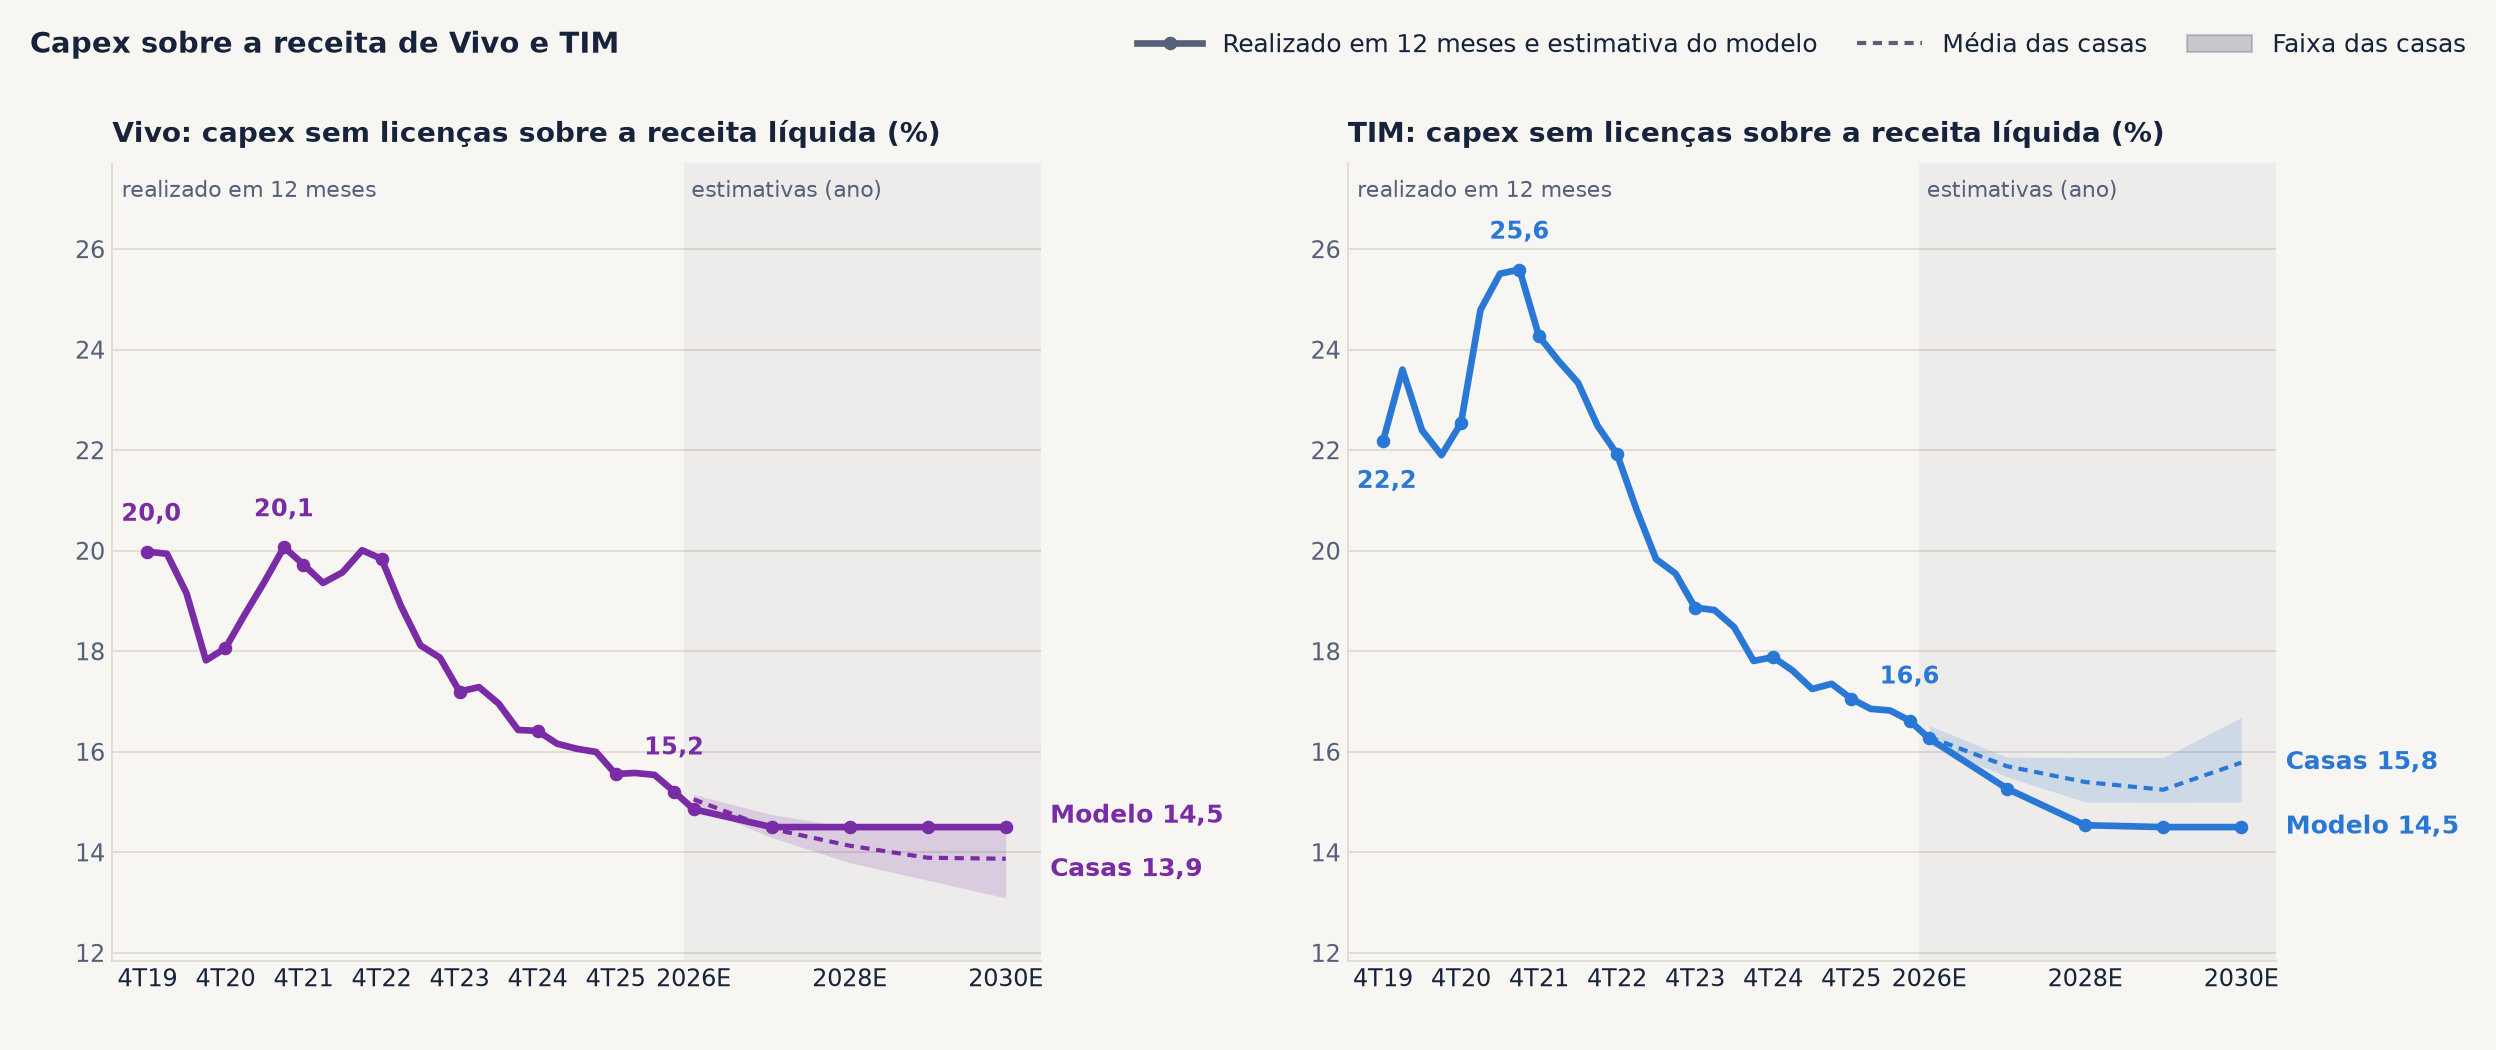 Capex sobre a receita de Vivo e TIM
Realizado em 12 meses e estimativa do modelo
Média das casas
Faixa das casas
Vivo: capex sem licenças sobre a receita líquida (%)
realizado em 12 meses
estimativas (ano)
26
24
22
20
18
16
14
12
20,0
20,1
15,2
Modelo 14,5
Casas 13,9
4T19 4T20 4T21 4T22 4T23 4T24 4T25 2026E 2028E 2030E
TIM: capex sem licenças sobre a receita líquida (%)
realizado em 12 meses
estimativas (ano)
26
24
22
20
18
16
14
12
25,6
22,2
16,6
Casas 15,8
Modelo 14,5
4T19 4T20 4T21 4T22 4T23 4T24 4T25 2026E 2028E 2030E